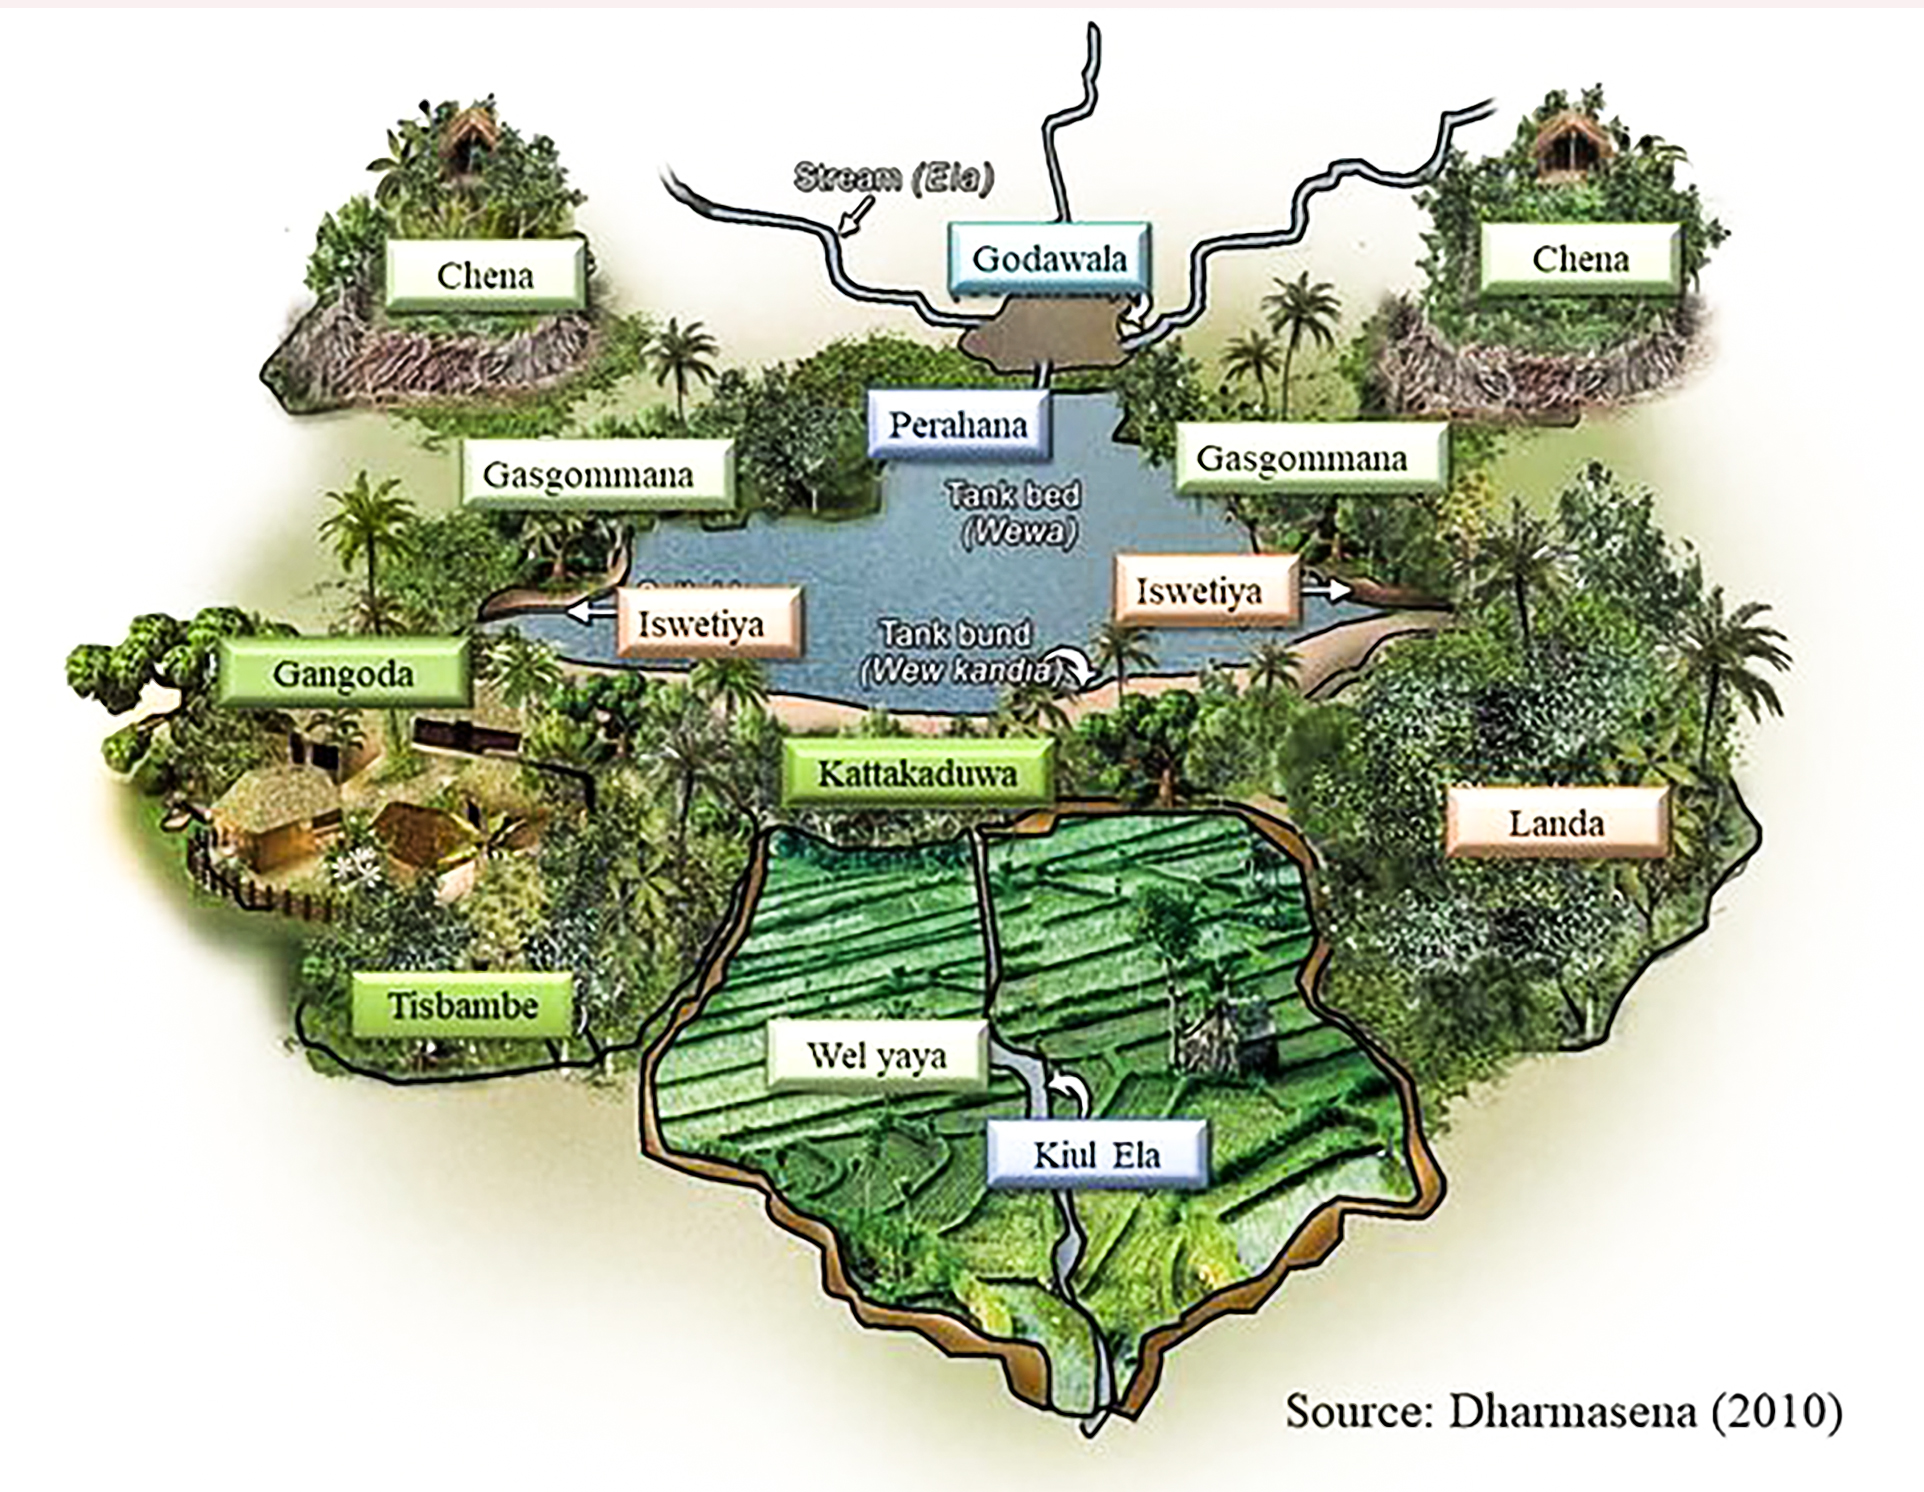 Stream (Ela)
Godawala
Chena
Chena
Perahana
Gasgommana
Gasgommana
Tank bed
(Wewa)
Iswetiya
Iswetiya
Tank bund
(Wew kandia)
Gangoda
Kattakaduwa
Landa
Tisbambe
Wel yaya
Kiul Ela
Source: Dharmasena (2010)